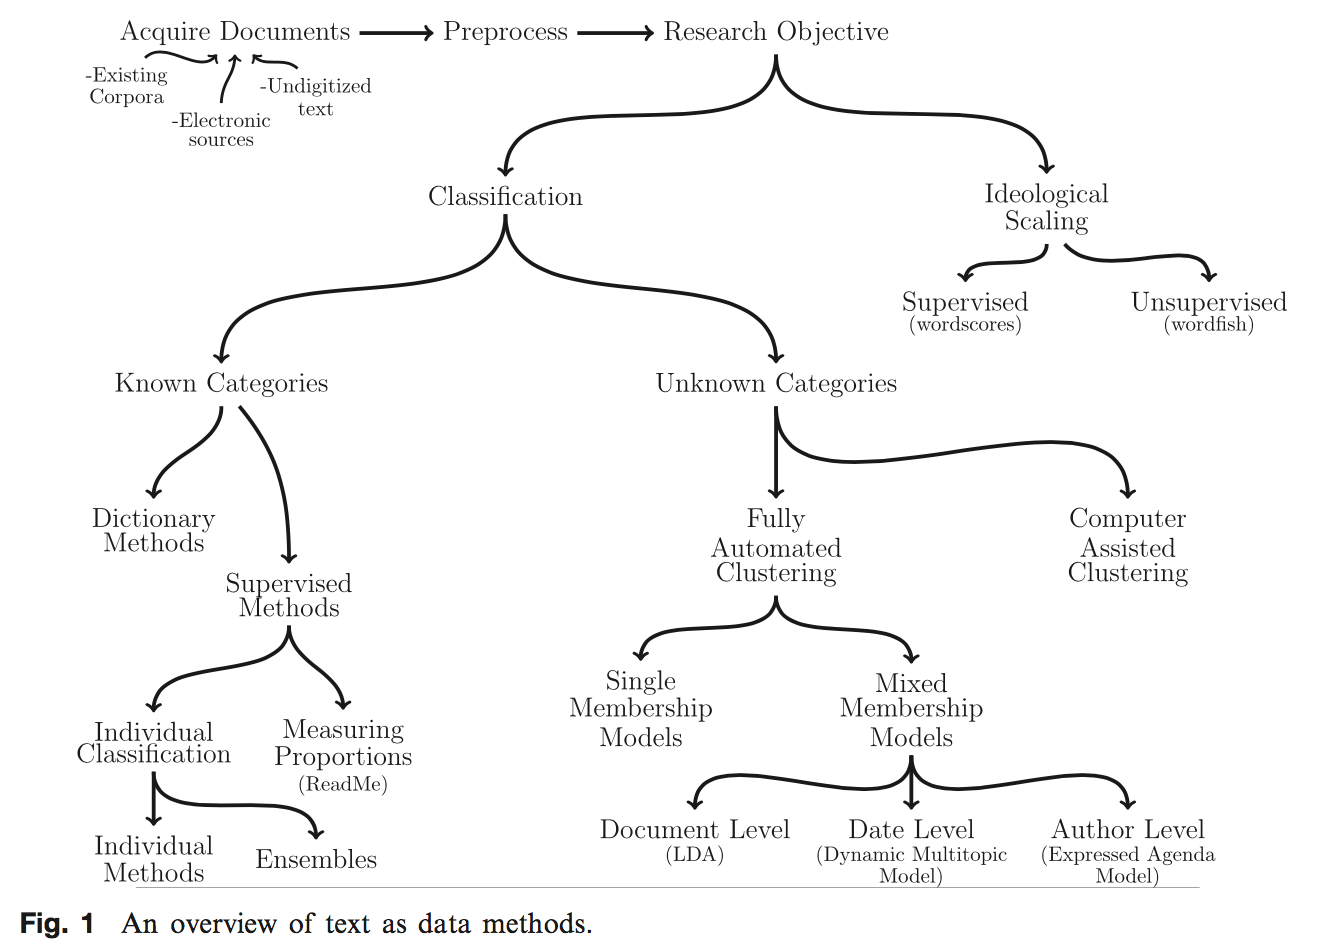 Acquire Documents
Preprocess
Research Objective
-Existing
Corpora
-Electronic
sources
-Undigitized
text
Classification
Ideological
Scaling
Supervised
(wordscores)
Unsupervised
(wordfish)
Known Categories
Unknown Categories
Dictionary
Methods
Supervised
Methods
Fully
Automated
Clustering
Computer
Assisted
Clustering
Individual
Classification
Measuring
Proportions
(ReadMe)
Single
Membership
Models
Mixed
Membership
Models
Individual
Methods
Ensembles
Document Level
(LDA)
Date Level
(Dynamic Multitopic
Model)
Author Level
(Expressed Agenda
Model)
Fig. 1 An overview of text as data methods.